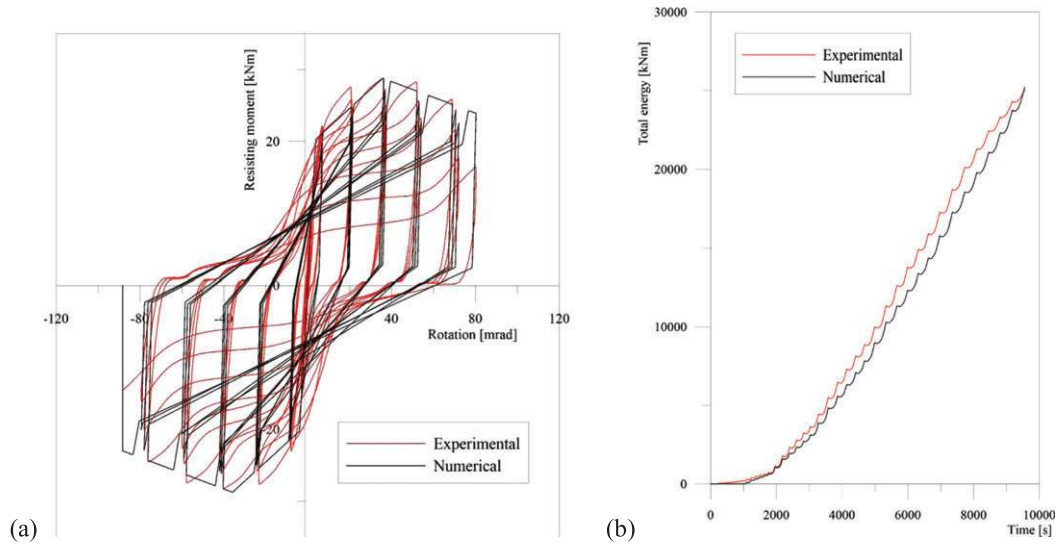 Resisting moment [kNm]
20
0
20
-120
-80
-40
40
80
120
Rotation [mrad]
Experimental
Numerical
(a)
30000
20000
10000
0
Total energy [kNm]
Experimental
Numerical
0
2000
4000
6000
8000
10000
Time [s]
(b)